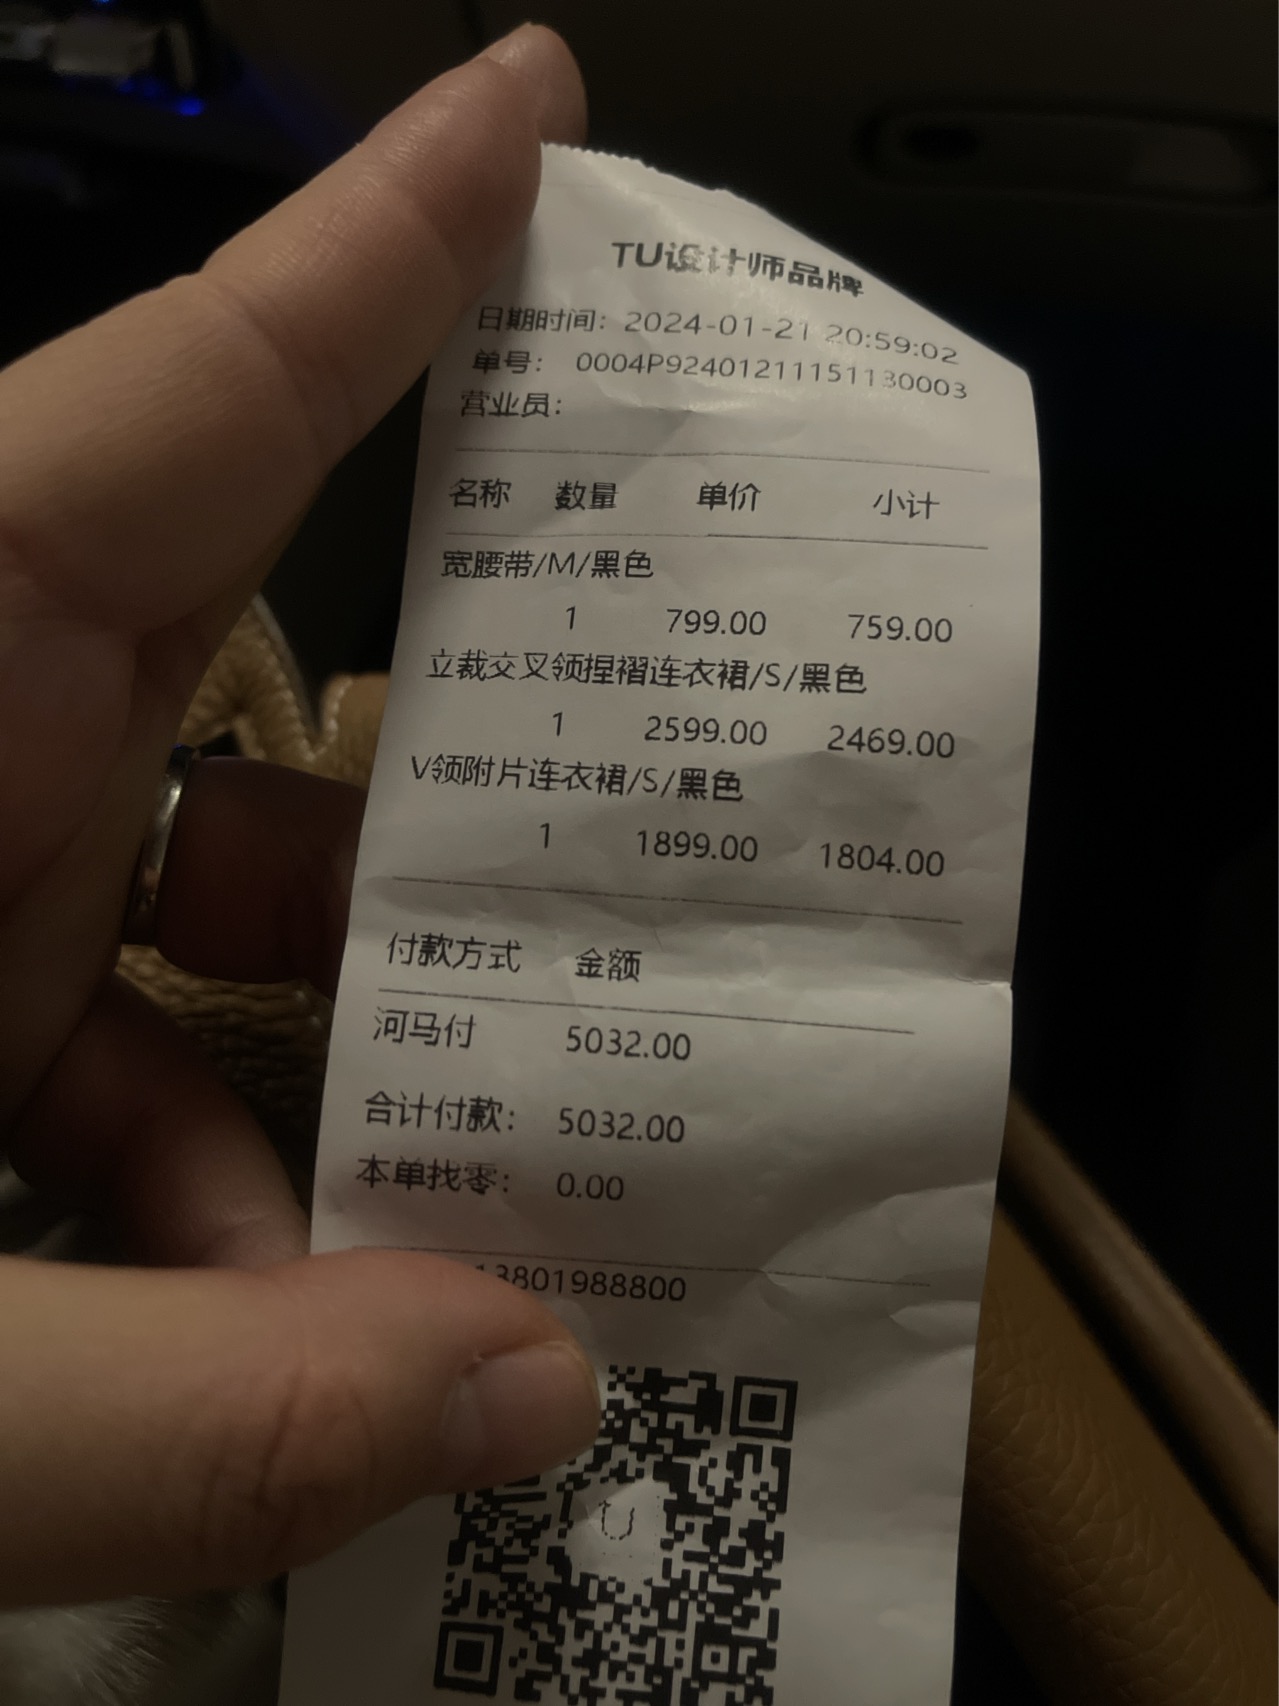 TU设计师品牌
日期时间：2024-01-21 20:59:02
单号：0004P92401211151130003
营业员：
名称 数量 单价 小计
宽腰带/M/黑色
1 799.00 759.00
立裁交叉领捏褶连衣裙/S/黑色
1 2599.00 2469.00
V领附片连衣裙/S/黑色
1 1899.00 1804.00
付款方式 金额
河马付 5032.00
合计付款：5032.00
本单找零：0.00
13801988800
U